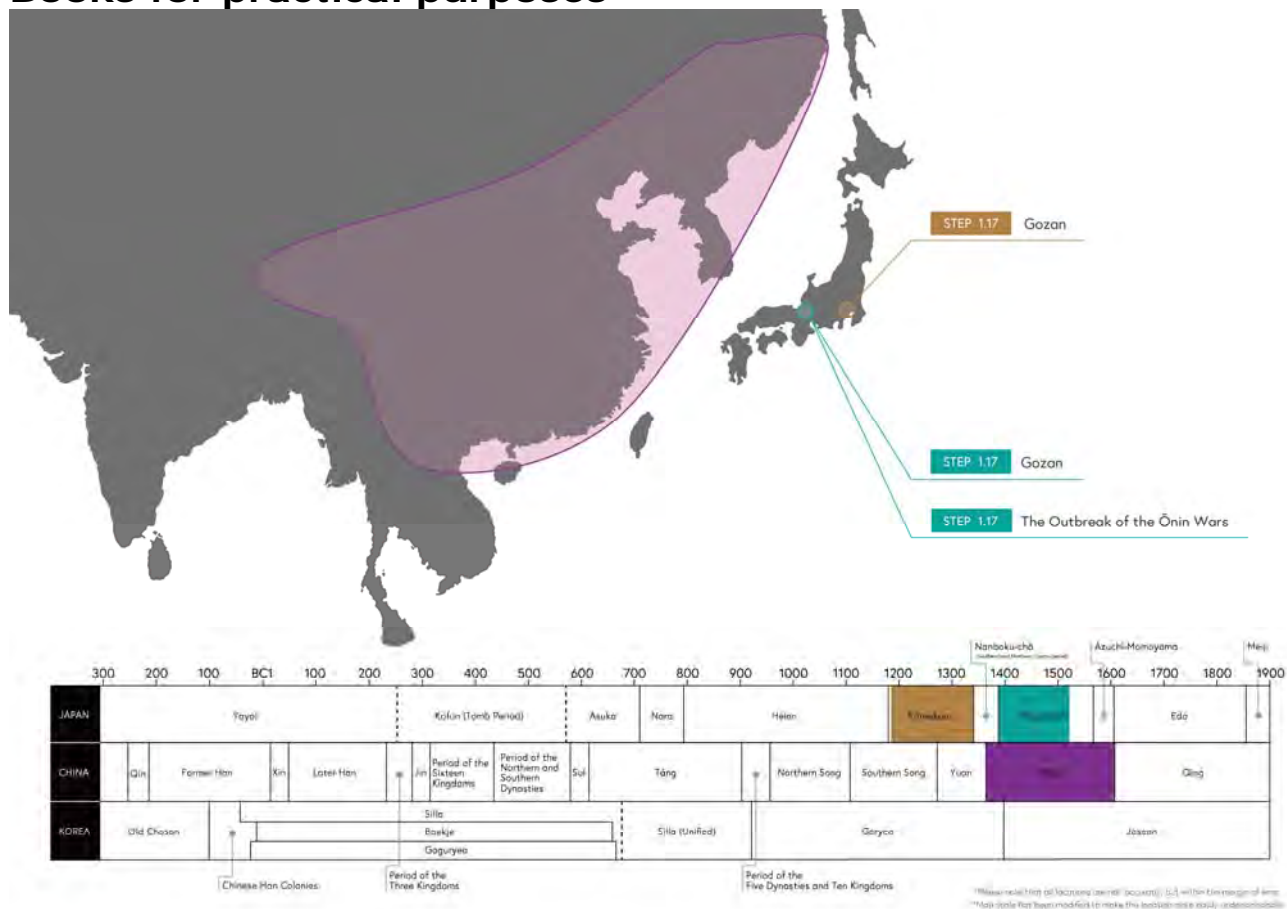 Books for practical purposes
STEP 1.17 Gozan
STEP 1.17 Gozan
STEP 1.17 The Outbreak of the Ōnin Wars
Nanboku-chō
Azuchi-Momoyama
Meiji
300 200 100 BC1 100 200 300 400 500 600 700 800 900 1000 1100 1200 1300 1400 1500 1600 1700 1800 1900
JAPAN Yayoi Kofun (Tomb Period) Asuka Nara Heian Edo
CHINA Qin Former Han Xin Later Han Jin Period of the Sixteen Kingdoms Period of the Northern and Southern Dynasties Sui Táng Northern Song Southern Song Yuan Qing
KOREA Old Choson Silla Baekje Goguryeo Silla (Unified) Goryeo Joseon
Chinese Han Colonies
Period of the
Three Kingdoms
Period of the
Five Dynasties and Ten Kingdoms